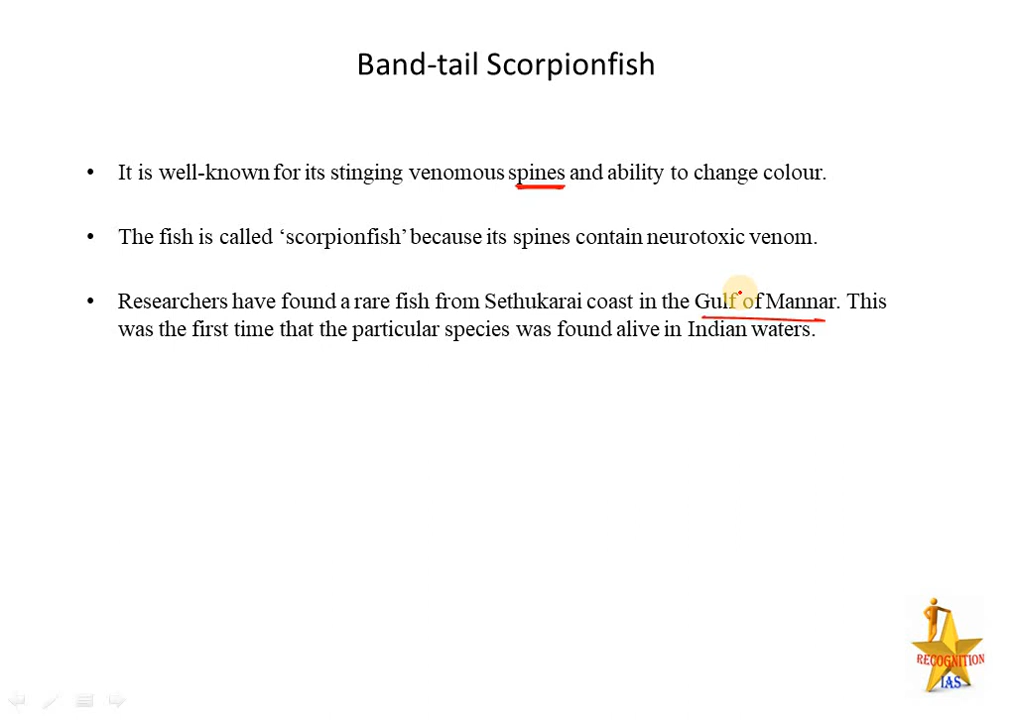 Band-tail Scorpionfish
• It is well-known for its stinging venomous spines and ability to change colour.
• The fish is called ‘scorpionfish’ because its spines contain neurotoxic venom.
• Researchers have found a rare fish from Sethukarai coast in the Gulf of Mannar. This
was the first time that the particular species was found alive in Indian waters.
RECOGNITION
IAS